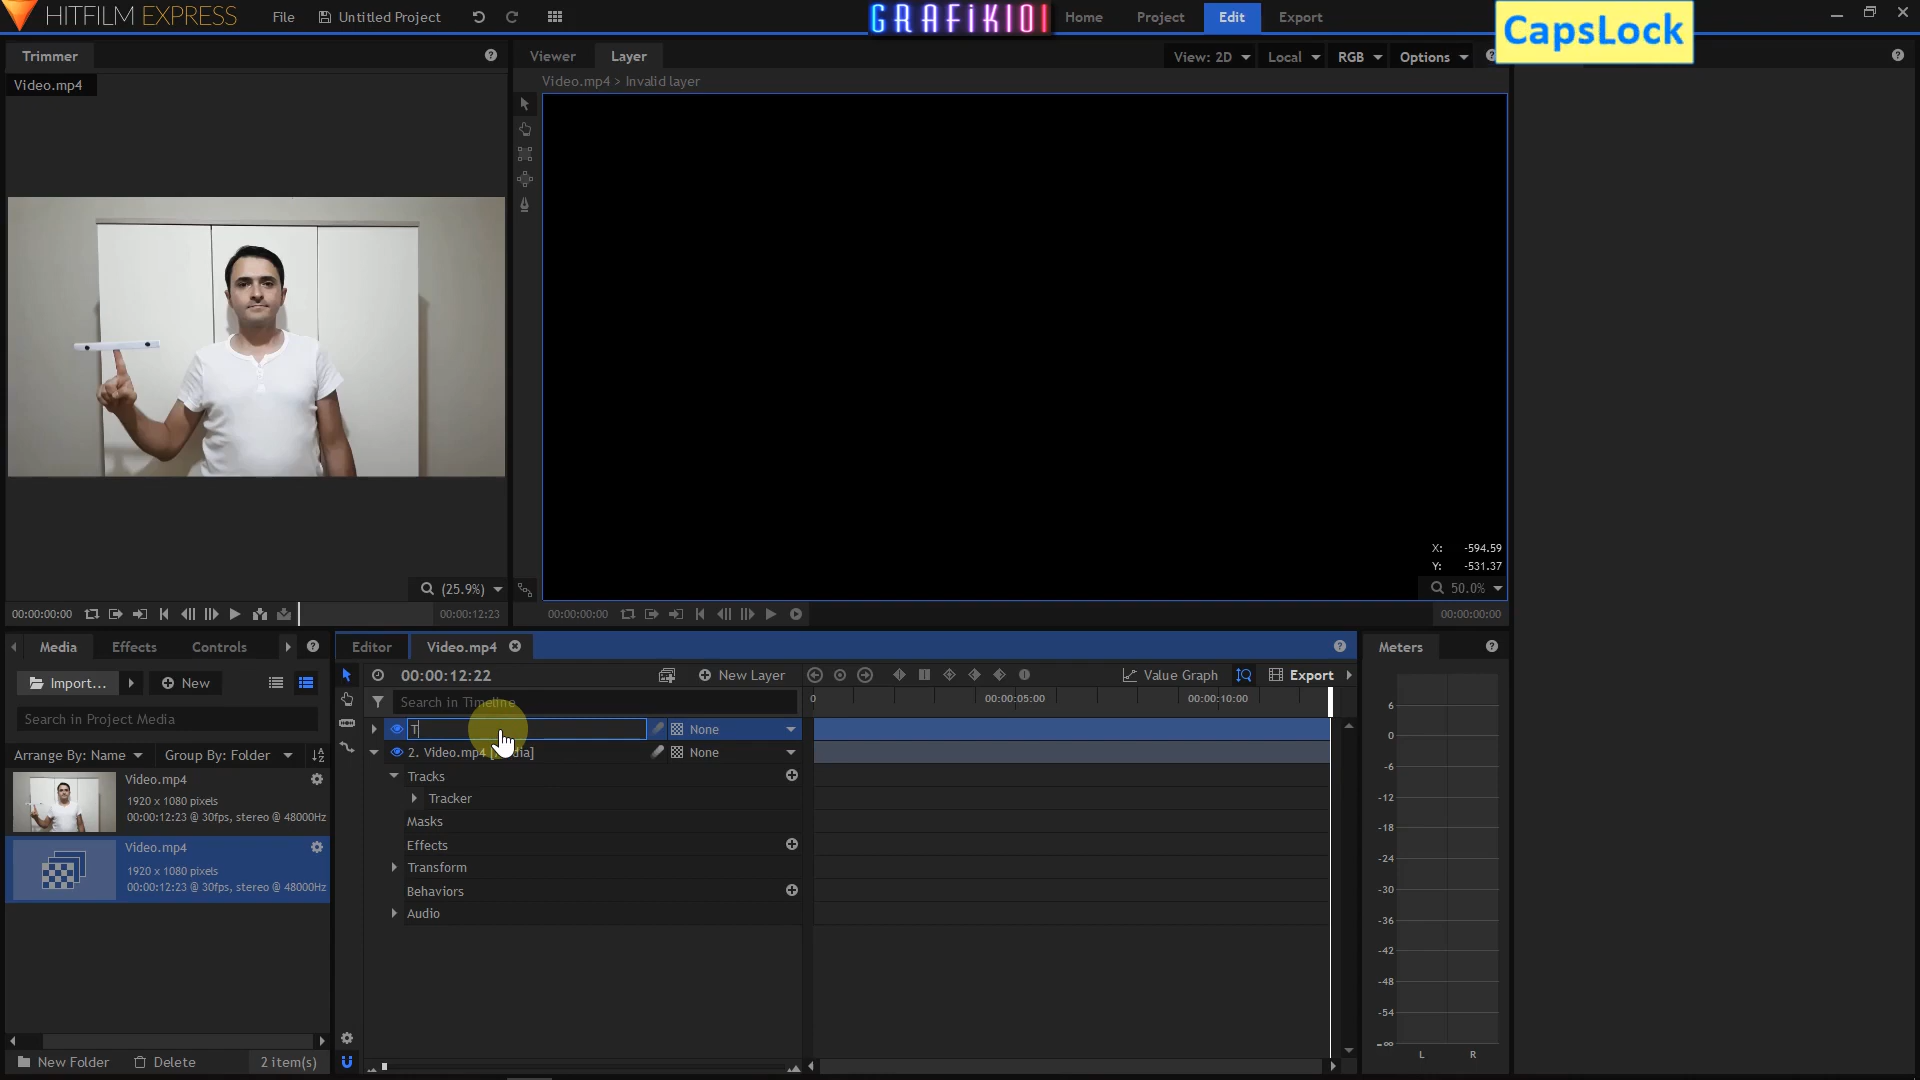 HITFILM EXPRESS
File
Untitled Project
GRAFIK101
Home
Project
Edit
Export
CapsLock
Trimmer
Viewer
Layer
View: 2D
Local
RGB
Options
Video.mp4
Video.mp4 > Invalid layer
X: -594.59
Y: -531.37
(25.9%)
50.0%
00:00:00:00
00:00:12:23
00:00:00:00
00:00:00:00
Media
Effects
Controls
Editor
Video.mp4
Meters
Import...
New
00:00:12:22
New Layer
Value Graph
Export
Search in Project Media
Search in Timeline
0
00:00:05:00
00:00:10:00
Arrange By: Name
Group By: Folder
T
None
2. Video.mp4 [Media]
None
Tracks
Tracker
Masks
Effects
Transform
Behaviors
Audio
Video.mp4
1920 x 1080 pixels
00:00:12:23 @ 30fps, stereo @ 48000Hz
Video.mp4
1920 x 1080 pixels
00:00:12:23 @ 30fps, stereo @ 48000Hz
6
0
-6
-12
-18
-24
-30
-36
-42
-48
-54
-∞
L
R
New Folder
Delete
2 item(s)